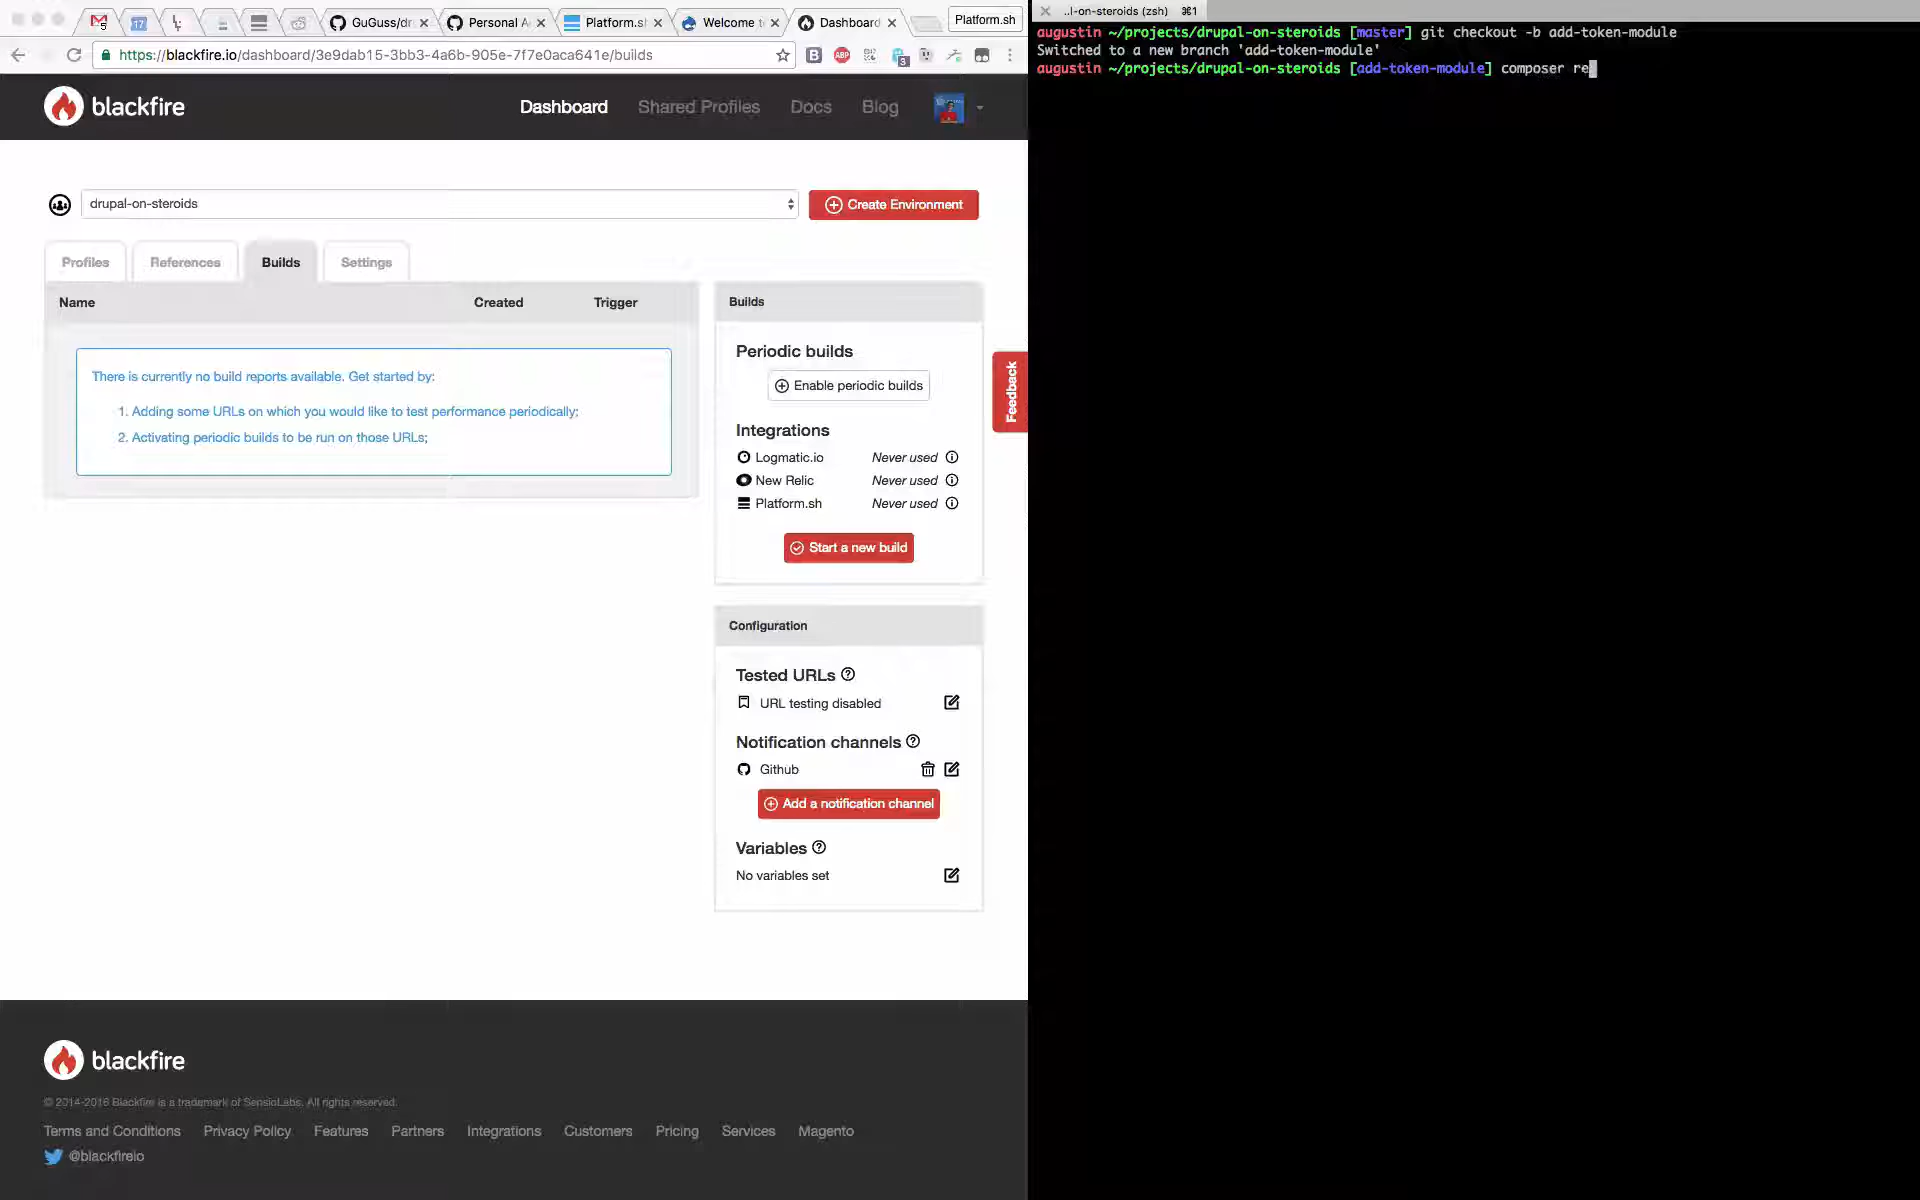 GuGuss/dr
Personal A
Platform.sh
Welcome t
Dashboard
Platform.sh
https://blackfire.io/dashboard/3e9dab15-3bb3-4a6b-905e-7f7e0aca641e/builds
blackfire
Dashboard
Shared Profiles
Docs
Blog
drupal-on-steroids
Create Environment
Profiles
References
Builds
Settings
Name
Created
Trigger
There is currently no build reports available. Get started by:
1. Adding some URLs on which you would like to test performance periodically;
2. Activating periodic builds to be run on those URLs;
Builds
Periodic builds
Enable periodic builds
Integrations
Logmatic.io Never used
New Relic Never used
Platform.sh Never used
Start a new build
Feedback
Configuration
Tested URLs
URL testing disabled
Notification channels
Github
Add a notification channel
Variables
No variables set
blackfire
© 2014-2016 Blackfire is a trademark of SensioLabs. All rights reserved.
Terms and Conditions Privacy Policy Features Partners Integrations Customers Pricing Services Magento
@blackfireio
..l-on-steroids (zsh) ⌘1
augustin ~/projects/drupal-on-steroids [master] git checkout -b add-token-module
Switched to a new branch 'add-token-module'
augustin ~/projects/drupal-on-steroids [add-token-module] composer re